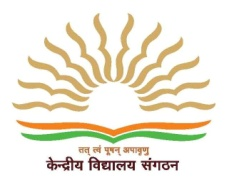 तत् त्वं पूषन् अपावृणु
केन्द्रीय विद्यालय संगठन